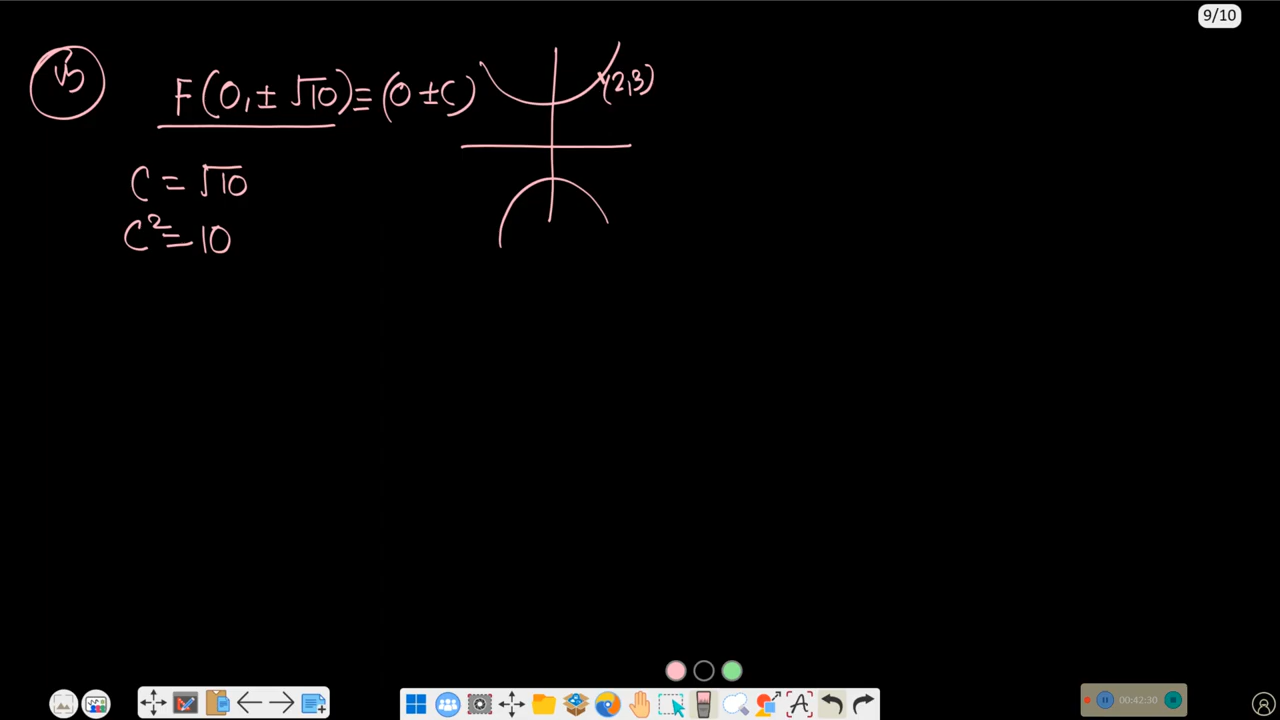 9/10
15 F(0, ± √10) ≡ (0 ± C)
(2,3)
C = √10
C² = 10
00:42:30